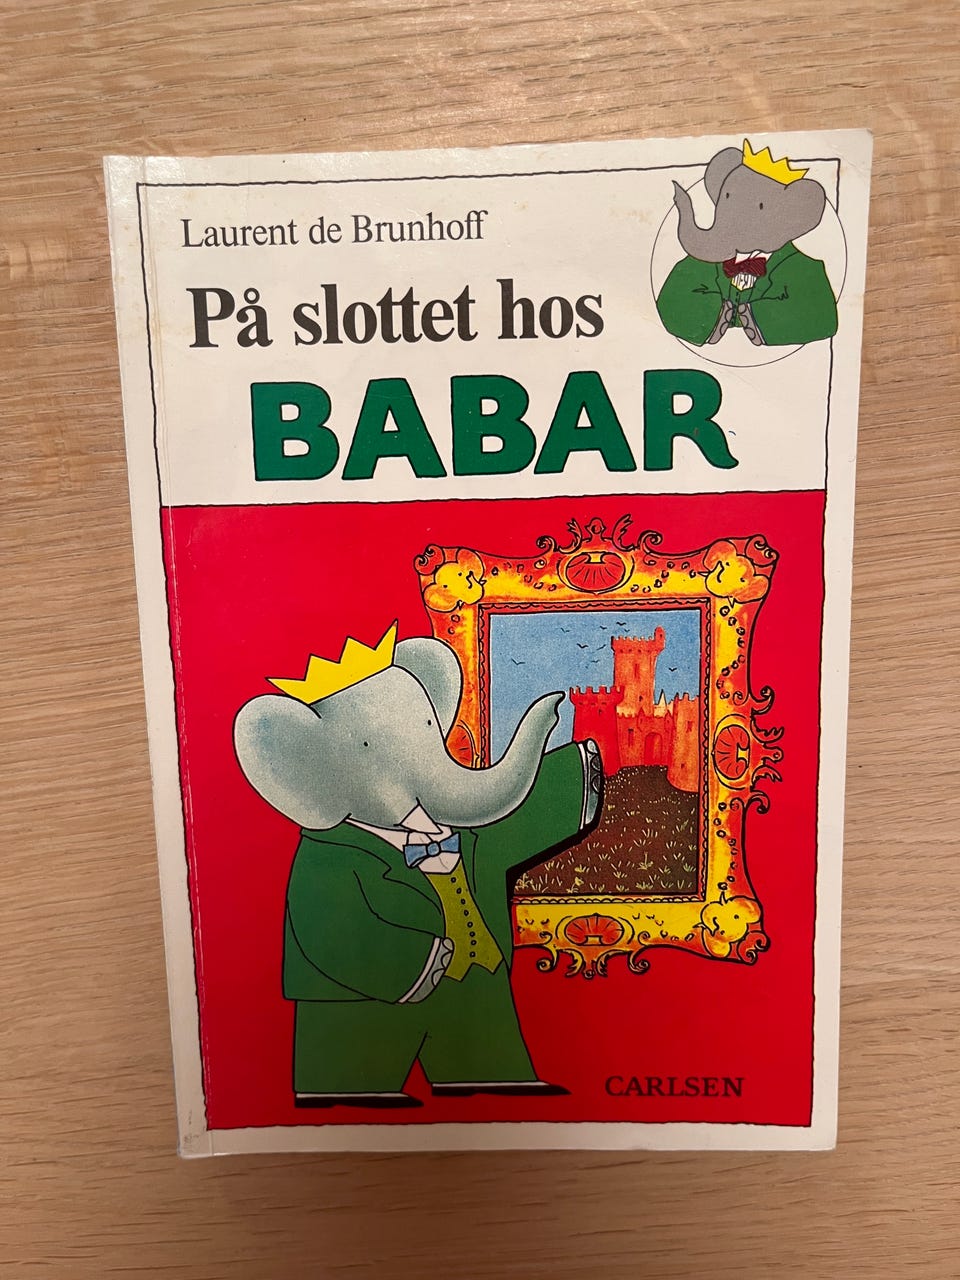 Laurent de Brunhoff
På slottet hos
BABAR
CARLSEN